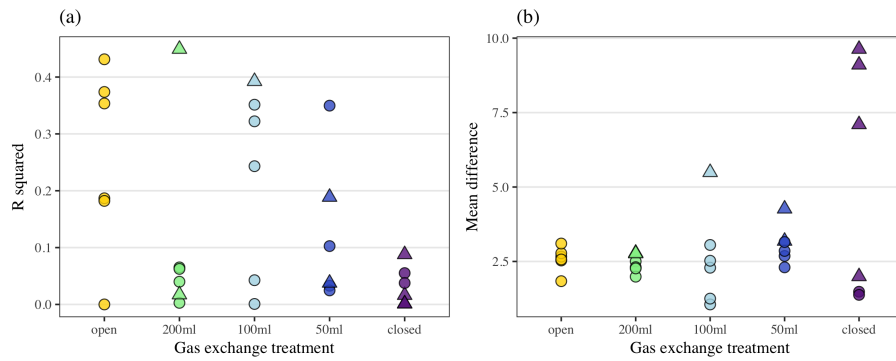 (a)
R squared
0.4
0.3
0.2
0.1
0.0
open 200ml 100ml 50ml closed
Gas exchange treatment
(b)
Mean difference
10.0
7.5
5.0
2.5
open 200ml 100ml 50ml closed
Gas exchange treatment